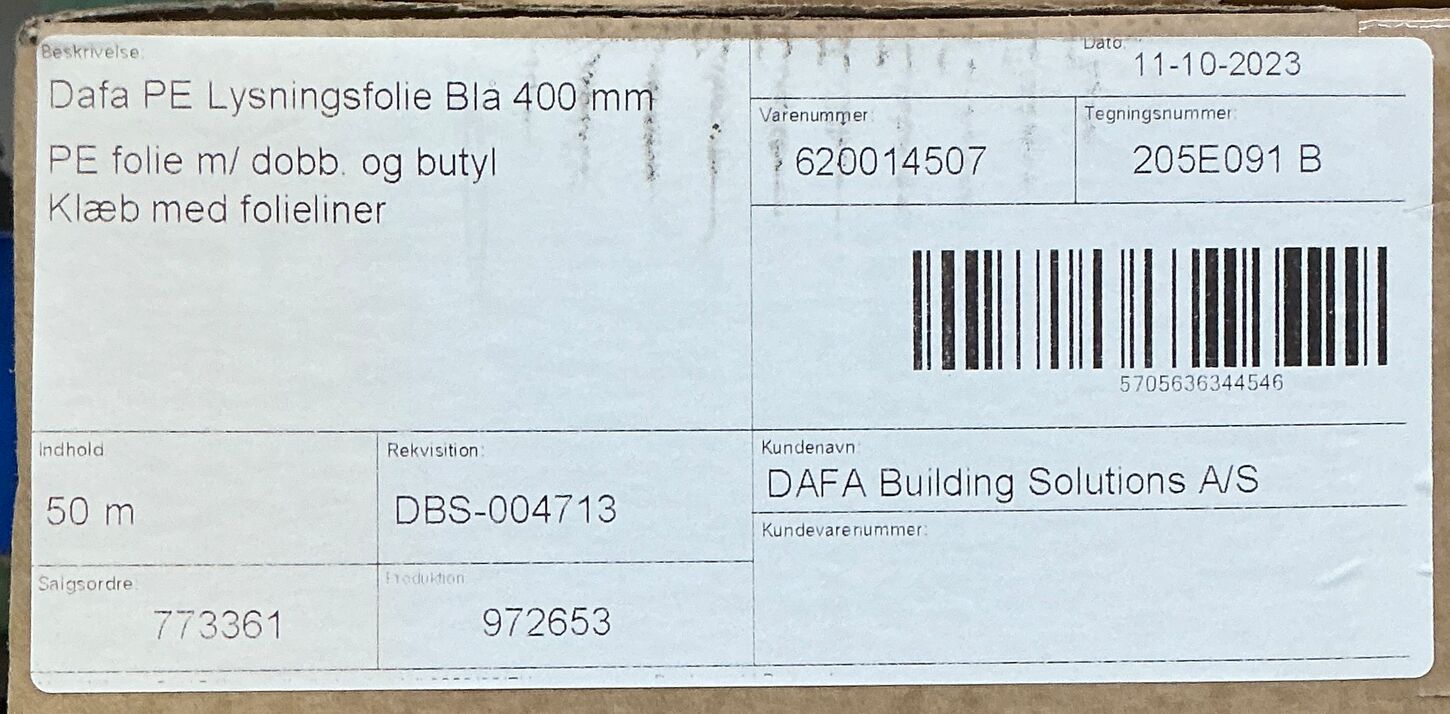 Beskrivelse:
Dafa PE Lysningsfolie Blå 400 mm
PE folie m/ dobb. og butyl
Klæb med folieliner
Dato:
11-10-2023
Varenummer:
620014507
Tegningsnummer:
205E091 B
5705636344546
Indhold
50 m
Rekvisition:
DBS-004713
Kundenavn:
DAFA Building Solutions A/S
Kundevarenummer:
Salgsordre:
773361
Produktion:
972653